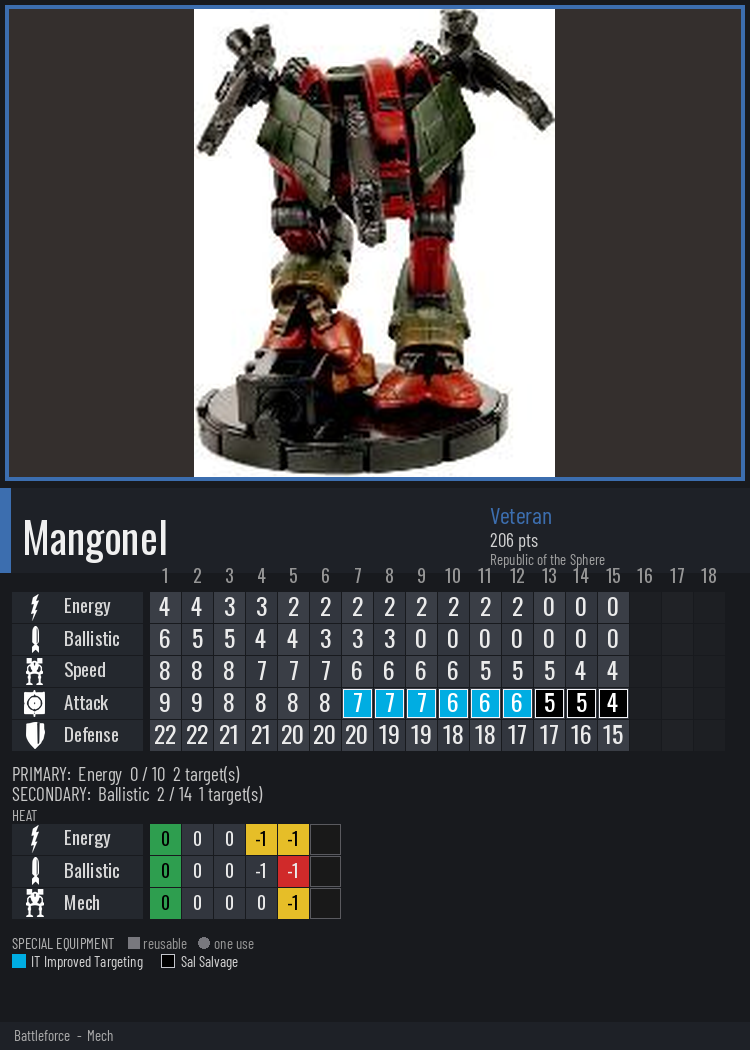 Mangonel
Veteran
206 pts
Republic of the Sphere
1 2 3 4 5 6 7 8 9 10 11 12 13 14 15 16 17 18
Energy 4 4 3 3 2 2 2 2 2 2 2 2 0 0 0
Ballistic 6 5 5 4 4 3 3 3 0 0 0 0 0 0 0
Speed 8 8 8 7 7 7 6 6 6 6 5 5 5 4 4
Attack 9 9 8 8 8 8 7 7 7 6 6 6 5 5 4
Defense 22 22 21 21 20 20 20 19 19 18 18 17 17 16 15
PRIMARY: Energy 0 / 10 2 target(s)
SECONDARY: Ballistic 2 / 14 1 target(s)
HEAT
Energy 0 0 0 -1 -1
Ballistic 0 0 0 -1 -1
Mech 0 0 0 0 -1
SPECIAL EQUIPMENT reusable one use
IT Improved Targeting Sal Salvage
Battleforce - Mech